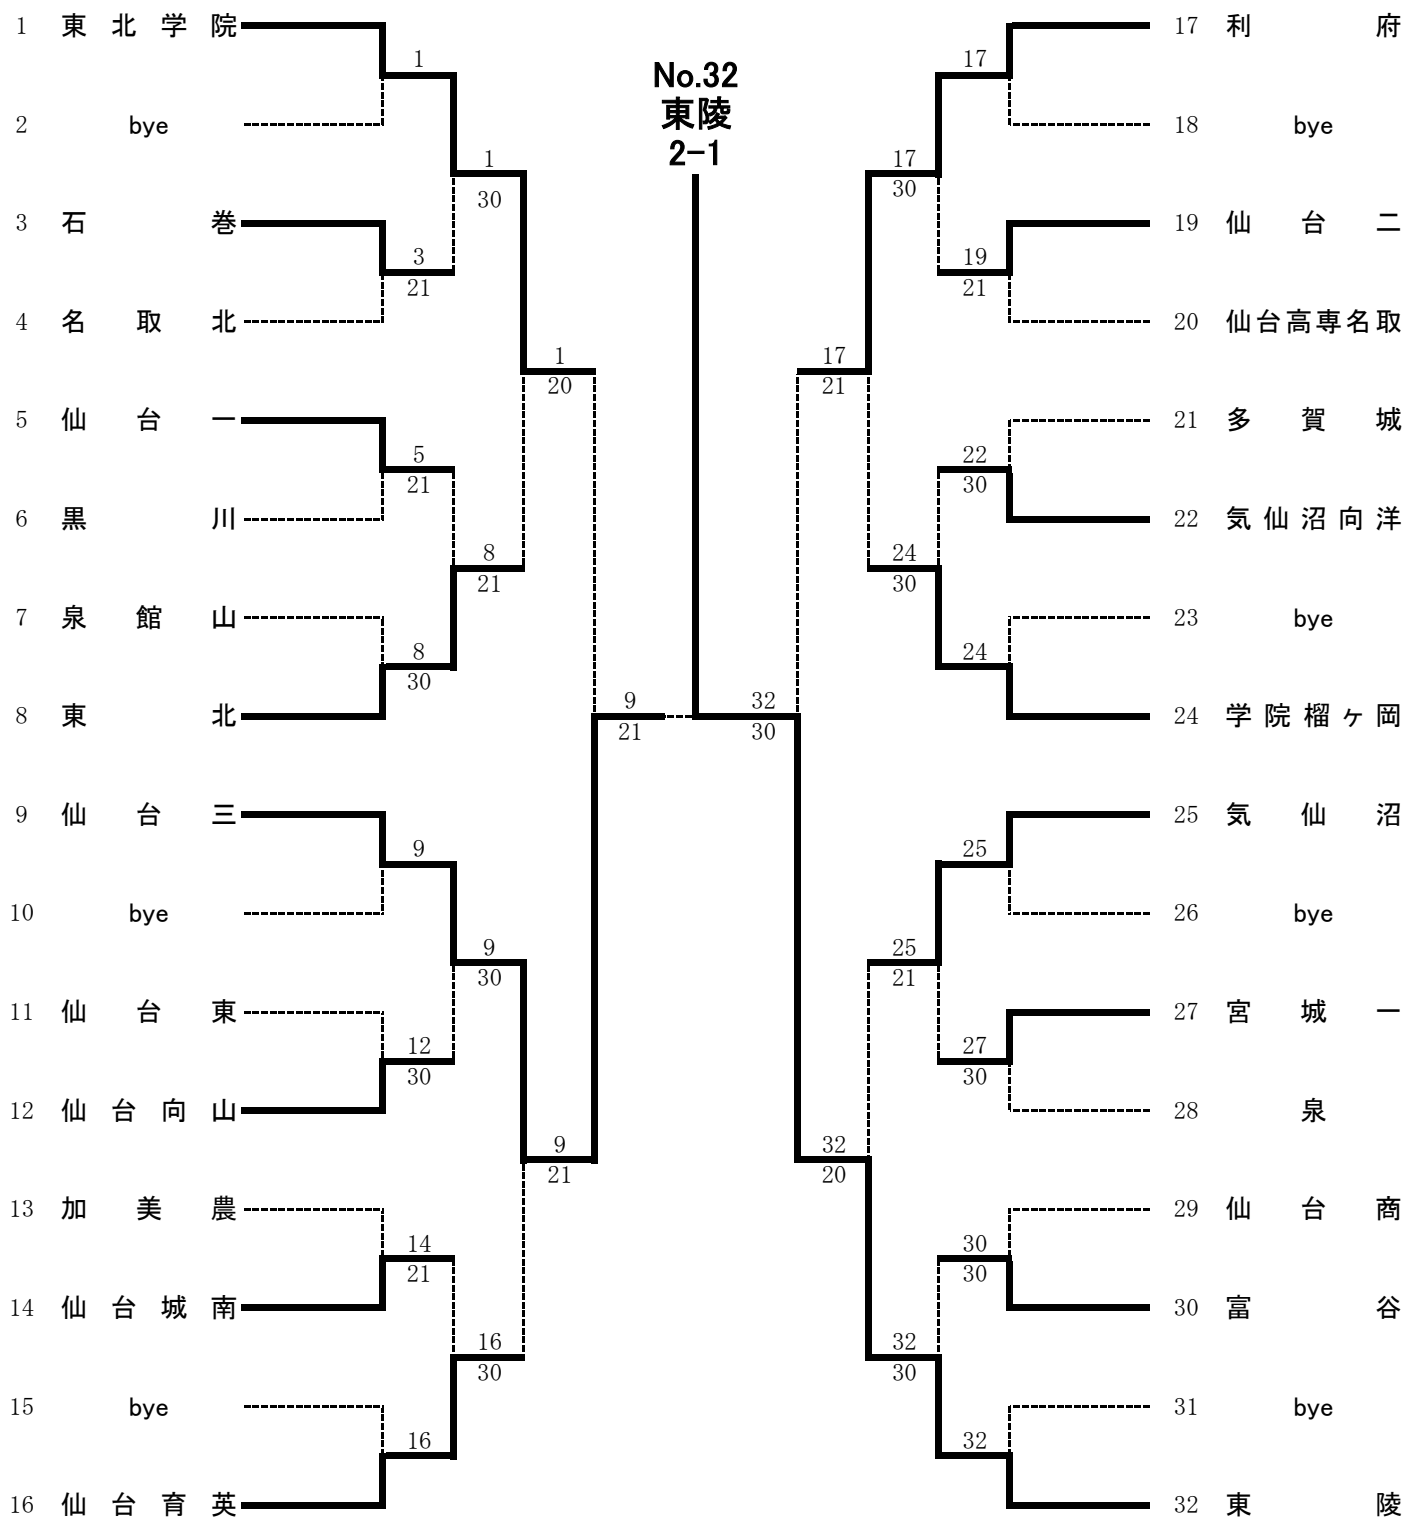 1 東北学院
1
2 bye
1
30
3 石巻
3
21
4 名取北
1
20
5 仙台一
5
21
6 黒川
8
21
7 泉館山
8
30
8 東北
9
21
9 仙台三
9
10 bye
9
30
11 仙台東
12
30
12 仙台向山
9
21
13 加美農
14
21
14 仙台城南
16
30
15 bye
16
16 仙台育英
No.32
東陵
2-1
17 利府
17
18 bye
17
30
19 仙台二
19
21
20 仙台高専名取
17
21
21 多賀城
22
30
22 気仙沼向洋
24
30
23 bye
24
24 学院榴ヶ岡
32
30
25 気仙沼
25
26 bye
25
21
27 宮城一
27
30
28 泉
32
20
29 仙台商
30
30
30 富谷
32
30
31 bye
32
32 東陵